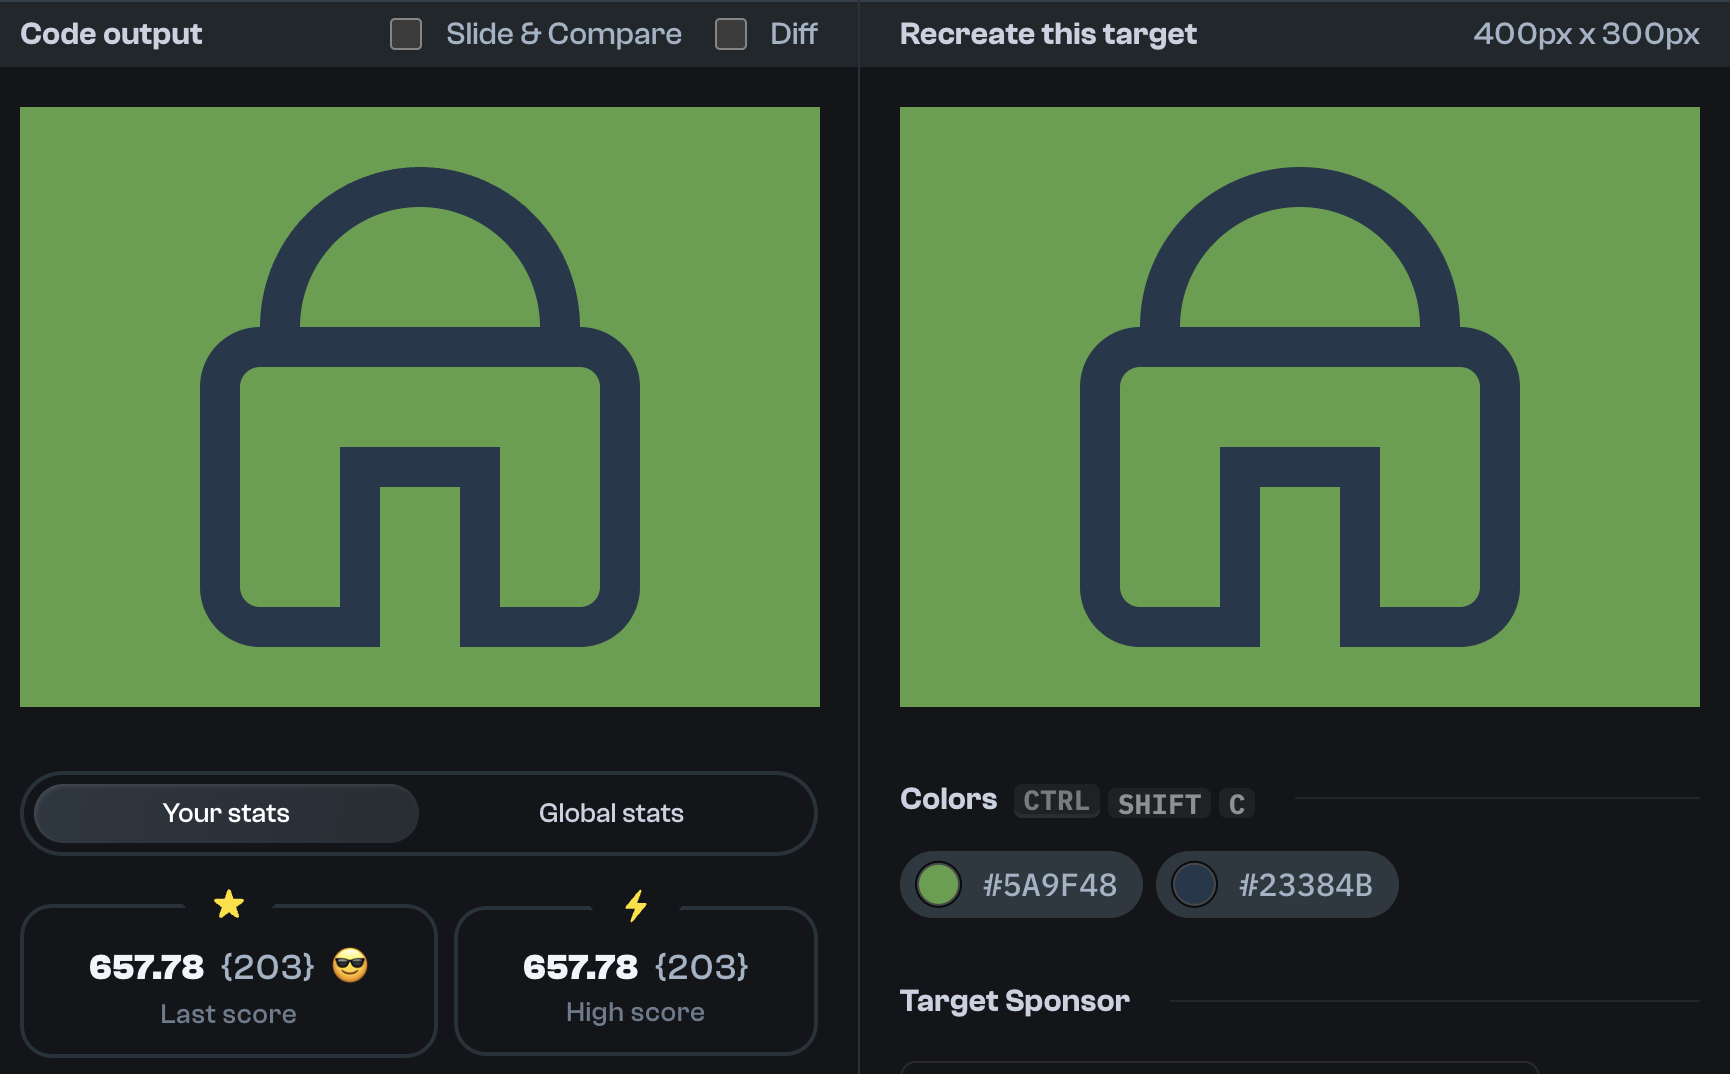 Code output
Slide & Compare
Diff
Recreate this target
400px x 300px
Your stats
Global stats
657.78 {203}
Last score
657.78 {203}
High score
Colors CTRL SHIFT C
#5A9F48
#23384B
Target Sponsor